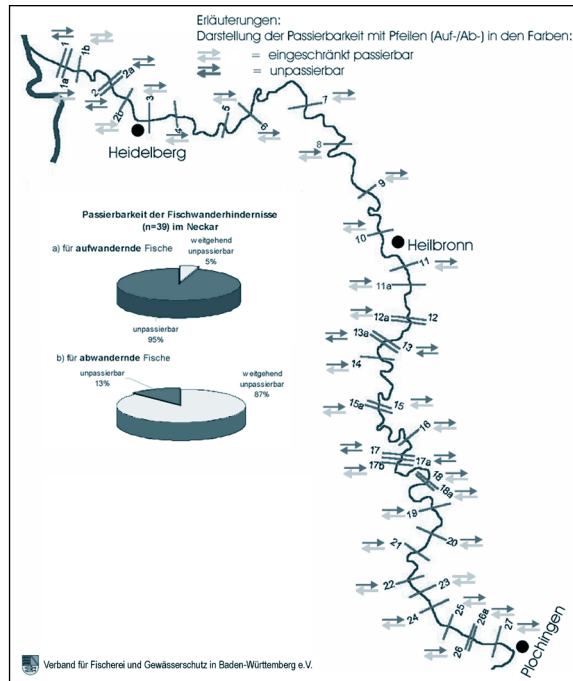 Erläuterungen:
Darstellung der Passierbarkeit mit Pfeilen (Auf-/Ab-) in den Farben:
= eingeschränkt passierbar
= unpassierbar
1
1b
1a
2
2a
2b
3
4
5
6
7
Heidelberg
8
9
Passierbarkeit der Fischwanderhindernisse
(n=39) im Neckar
a) für aufwandernde Fische
weitgehend
unpassierbar
5%
unpassierbar
95%
b) für abwandernde Fische
unpassierbar
13%
weitgehend
unpassierbar
87%
10
Heilbronn
11
11a
12a
12
13a
13
14
15a
15
16
17
17a
17b
18
18a
19
20
21
22
23
24
25
26a
26
27
Plochingen
Verband für Fischerei und Gewässerschutz in Baden-Württemberg e.V.